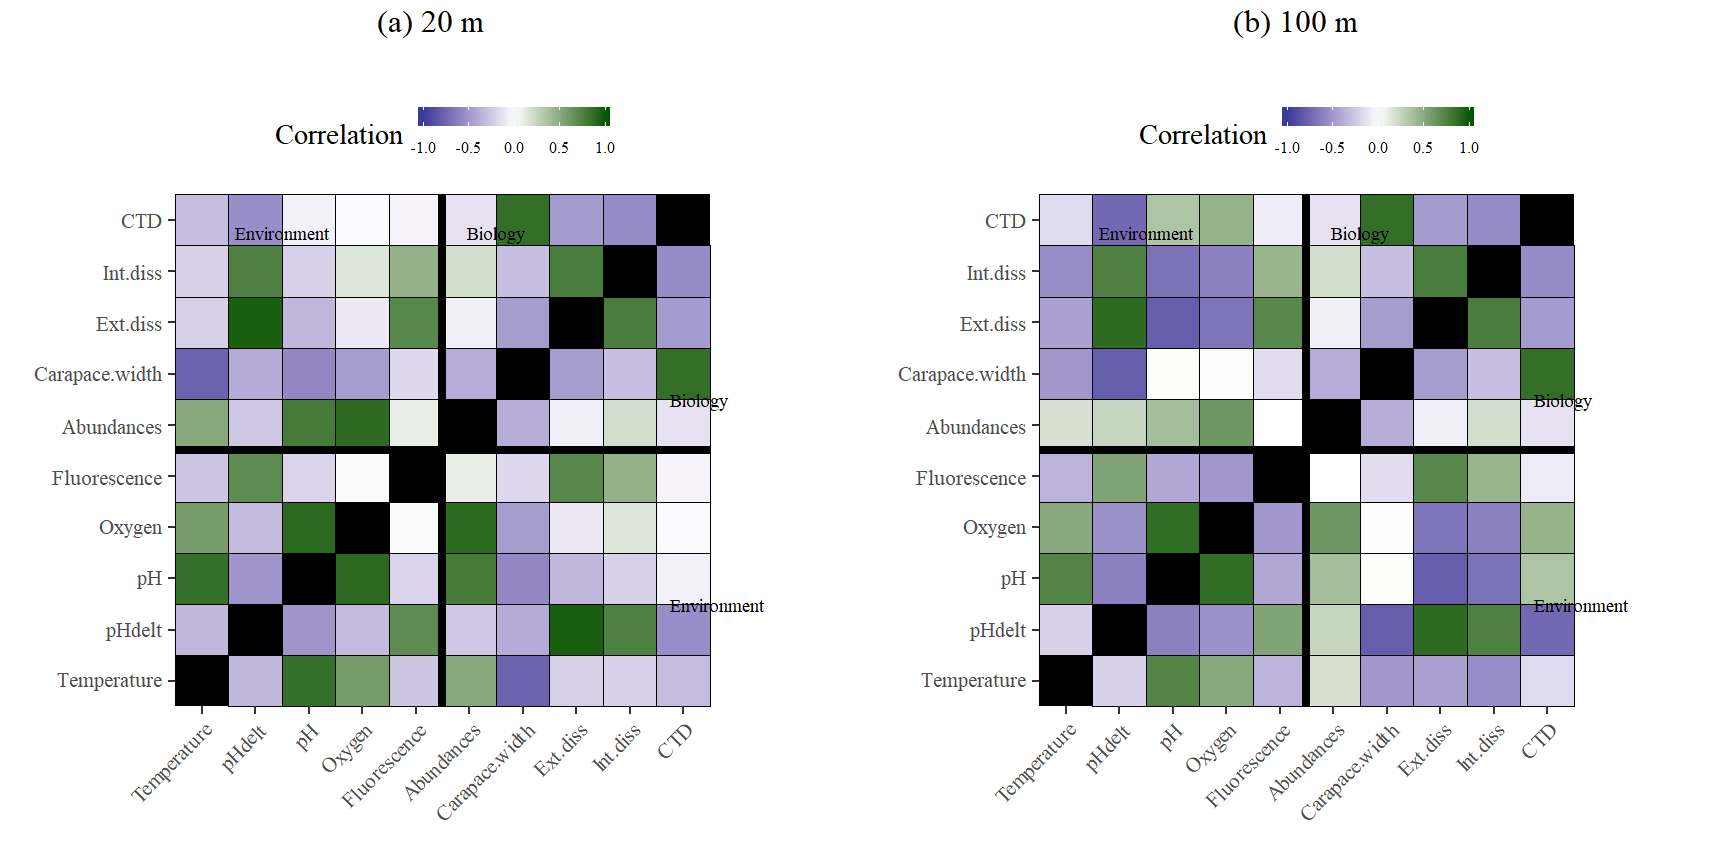 (a) 20 m
Correlation
-1.0 -0.5 0.0 0.5 1.0
CTD
Int.diss
Ext.diss
Carapace.width
Abundances
Fluorescence
Oxygen
pH
pHdelt
Temperature
Environment
Biology
Biology
Environment
Temperature
pHdelt
pH
Oxygen
Fluorescence
Abundances
Carapace.width
Ext.diss
Int.diss
CTD
(b) 100 m
Correlation
-1.0 -0.5 0.0 0.5 1.0
CTD
Int.diss
Ext.diss
Carapace.width
Abundances
Fluorescence
Oxygen
pH
pHdelt
Temperature
Environment
Biology
Biology
Environment
Temperature
pHdelt
pH
Oxygen
Fluorescence
Abundances
Carapace.width
Ext.diss
Int.diss
CTD